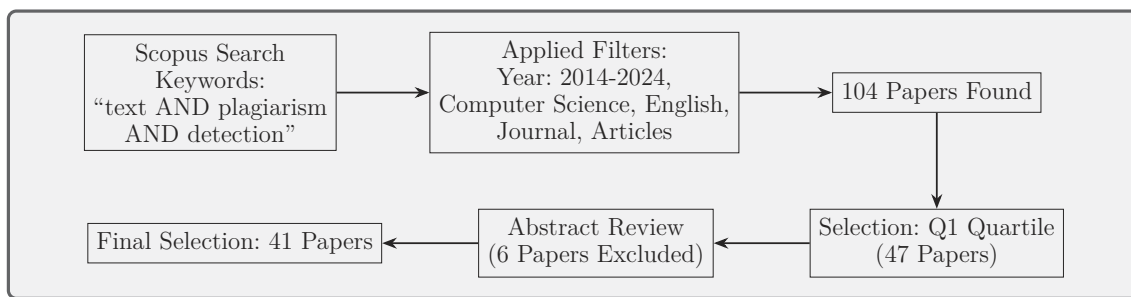 Scopus Search
Keywords:
“text AND plagiarism
AND detection”
Applied Filters:
Year: 2014-2024,
Computer Science, English,
Journal, Articles
104 Papers Found
Selection: Q1 Quartile
(47 Papers)
Abstract Review
(6 Papers Excluded)
Final Selection: 41 Papers